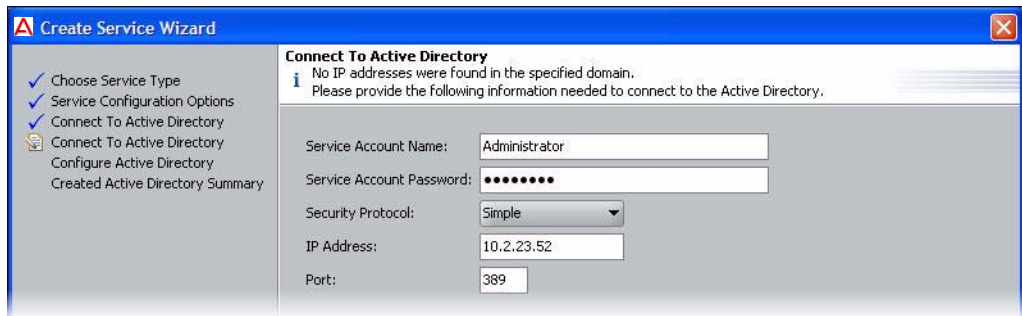 Create Service Wizard
Choose Service Type
Service Configuration Options
Connect To Active Directory
Connect To Active Directory
Configure Active Directory
Created Active Directory Summary
Connect To Active Directory
No IP addresses were found in the specified domain.
Please provide the following information needed to connect to the Active Directory.
Service Account Name: Administrator
Service Account Password: ●●●●●●●●
Security Protocol: Simple
IP Address: 10.2.23.52
Port: 389